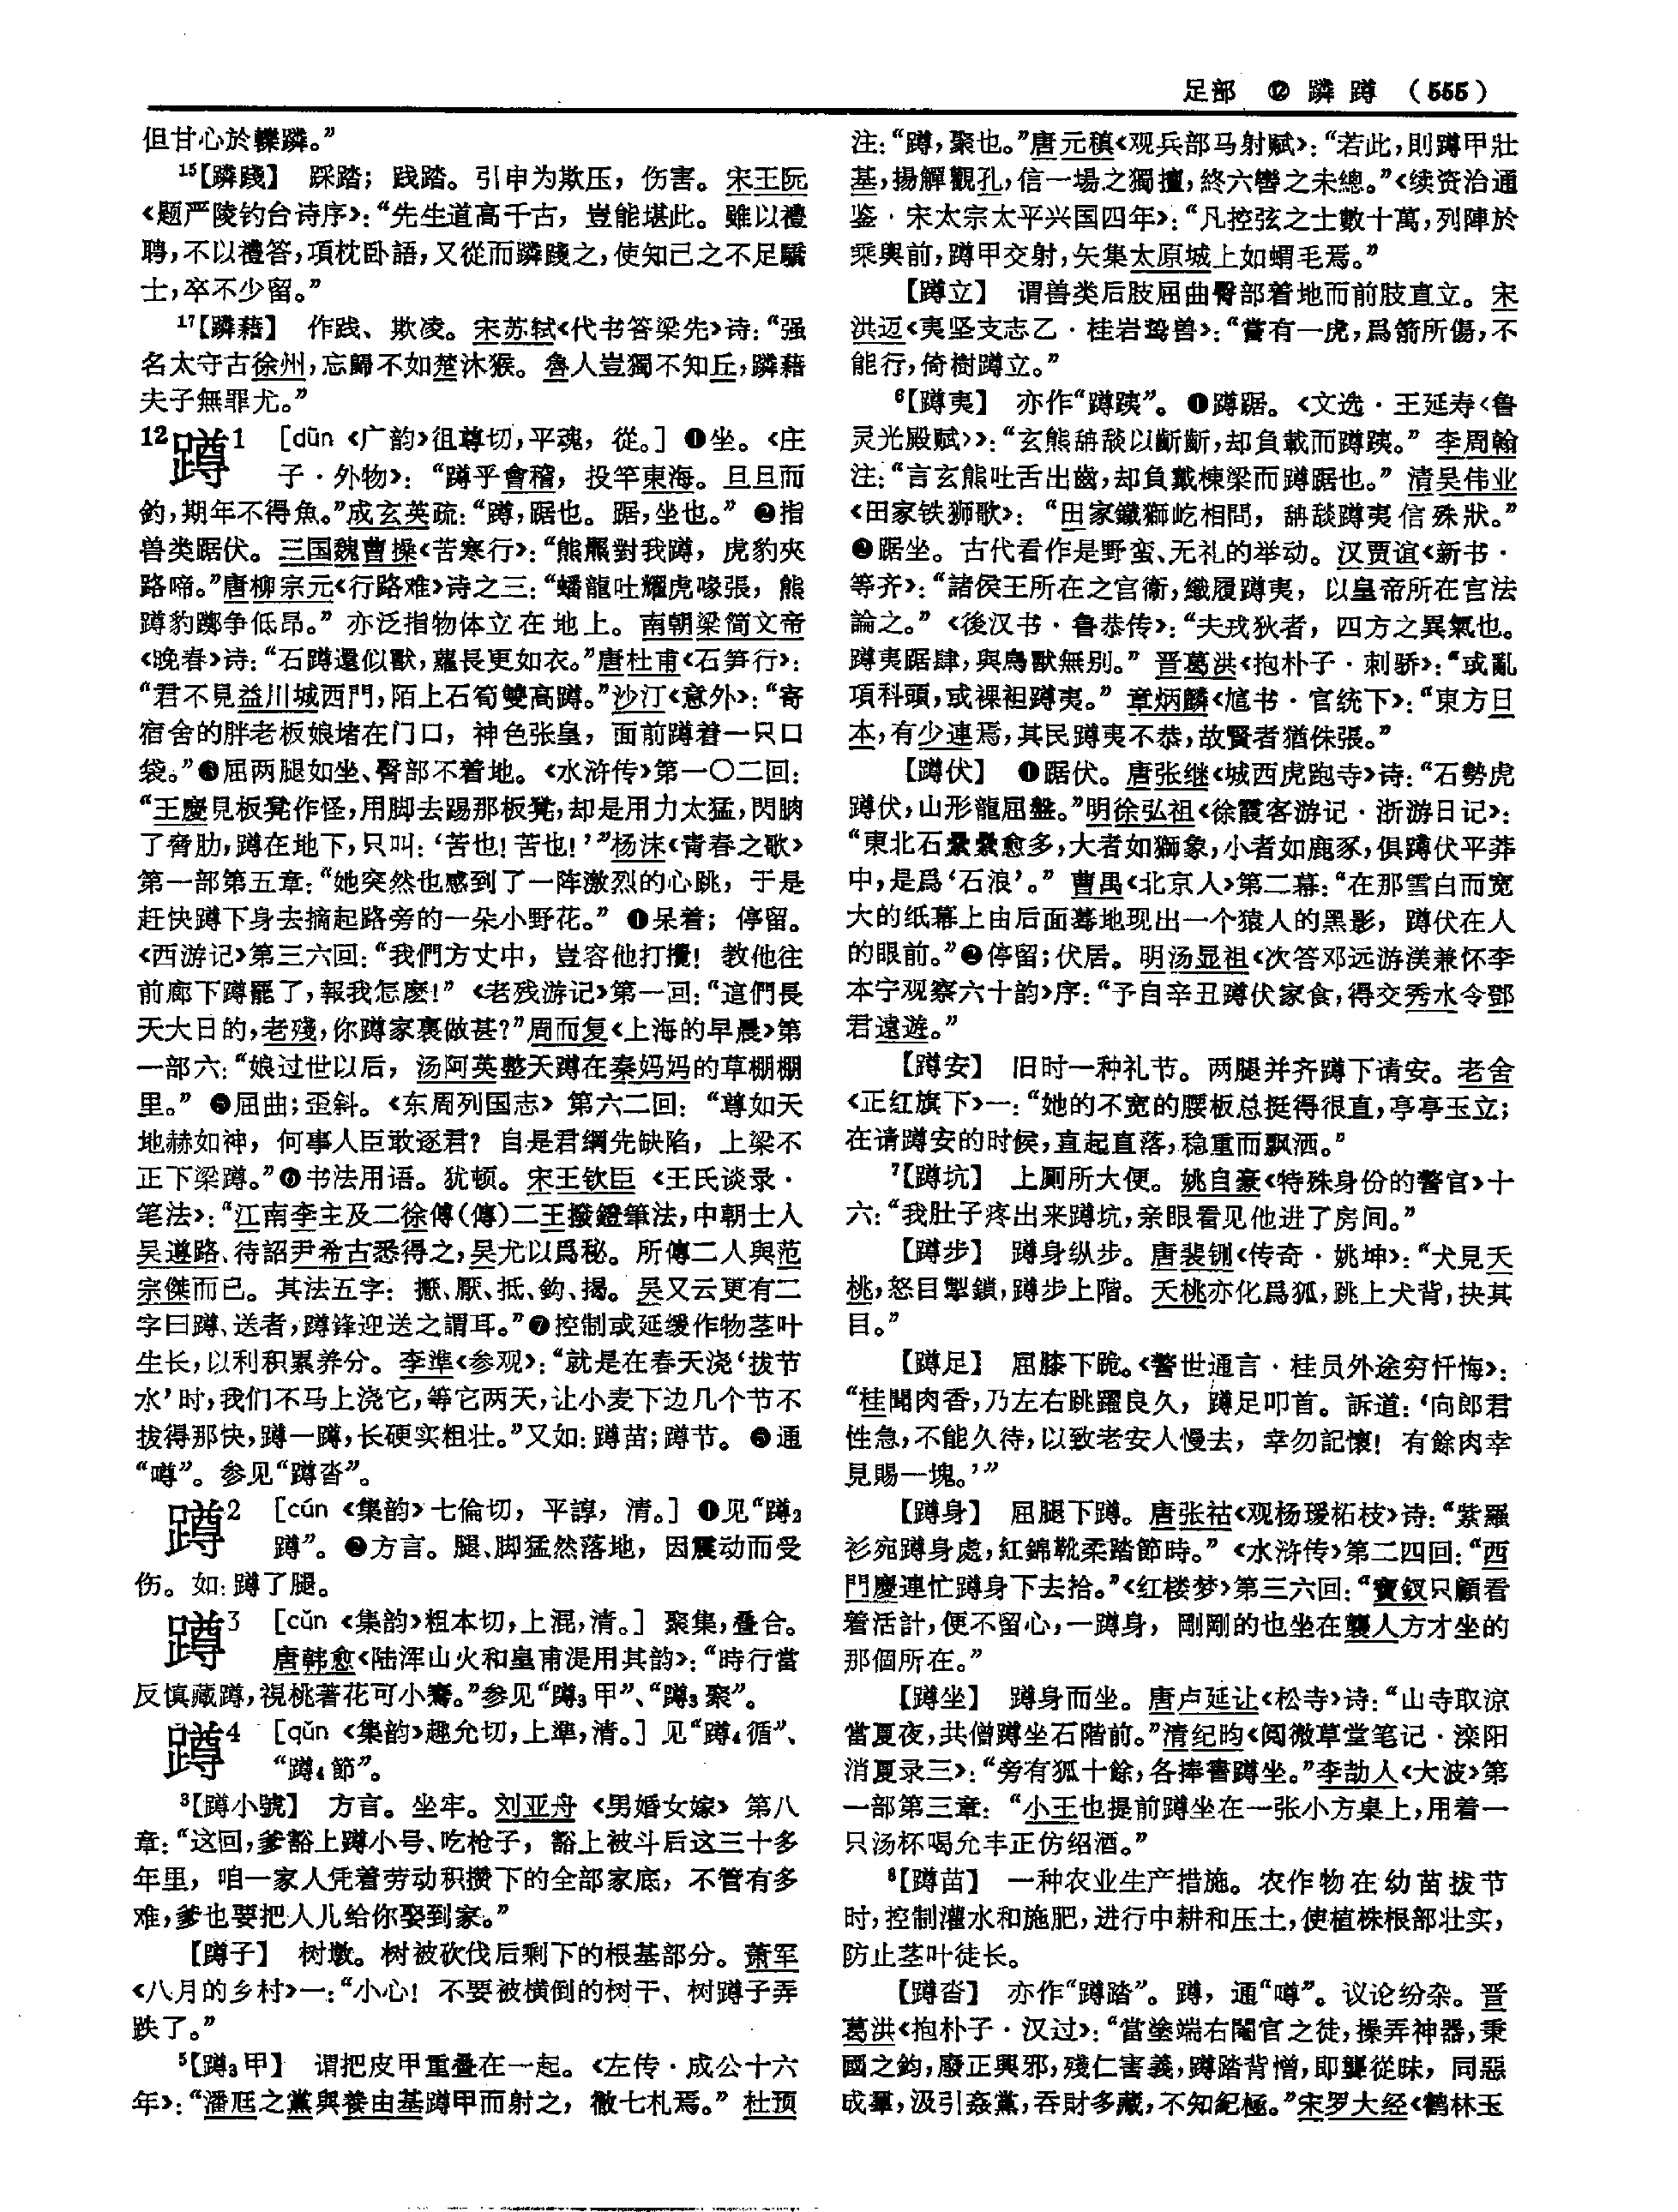 足部 ⑫ 蹸 蹲 (555)
但甘心於轢蹸。”
15【蹸踐】 踩踏；践踏。引申为欺压，伤害。宋王阮
《题严陵钓台诗序》：“先生道高千古，豈能堪此。雖以禮
聘，不以禮答，項枕卧語，又從而蹸踐之，使知己之不足驕
士，卒不少留。”
17【蹸藉】 作践、欺凌。宋苏轼《代书答梁先》诗：“强
名太守古徐州，忘歸不如楚沐猴。魯人豈獨不知丘，蹸藉
夫子無罪尤。”
12蹲1 [dūn 《广韵》徂尊切，平魂，從。] ❶坐。《庄
子·外物》：“蹲乎會稽，投竿東海。旦旦而
釣，期年不得魚。”成玄英疏：“蹲，踞也。踞，坐也。” ❷指
兽类踞伏。三国魏曹操《苦寒行》：“熊羆對我蹲，虎豹夾
路啼。”唐柳宗元《行路难》诗之三：“蟠龍吐耀虎喙張，熊
蹲豹躑争低昂。” 亦泛指物体立在地上。南朝梁简文帝
《晚春》诗：“石蹲還似獸，蘿長更如衣。”唐杜甫《石笋行》：
“君不見益川城西門，陌上石筍雙高蹲。”沙汀《意外》：“寄
宿舍的胖老板娘堵在门口，神色张皇，面前蹲着一只口
袋。”❸屈两腿如坐、臀部不着地。《水浒传》第一〇二回：
“王慶見板凳作怪，用脚去踢那板凳，却是用力太猛，閃肭
了脅肋，蹲在地下，只叫：‘苦也！苦也！’”杨沫《青春之歌》
第一部第五章：“她突然也感到了一阵激烈的心跳，于是
赶快蹲下身去摘起路旁的一朵小野花。” ❹呆着；停留。
《西游记》第三六回：“我們方丈中，豈容他打攪！教他往
前廊下蹲罷了，報我怎麽！” 《老残游记》第一回：“這們長
天大日的，老殘，你蹲家裏做甚？”周而复《上海的早晨》第
一部六：“娘过世以后，汤阿英整天蹲在秦妈妈的草棚棚
里。” ❺屈曲；歪斜。《东周列国志》第六二回：“尊如天
地赫如神，何事人臣敢逐君？自是君綱先缺陷，上梁不
正下梁蹲。”❻书法用语。犹顿。宋王钦臣《王氏谈录·
笔法》：“江南李主及二徐傅（傳）二王撥鐙筆法，中朝士人
吴遵路、待詔尹希古悉得之，吴尤以爲秘。所傳二人與范
宗傑而已。其法五字：擫、厭、抵、鈎、揭。吴又云更有二
字曰蹲、送者，蹲鋒迎送之謂耳。”❼控制或延缓作物茎叶
生长，以利积累养分。李準《参观》：“就是在春天浇‘拔节
水’时，我们不马上浇它，等它两天，让小麦下边几个节不
拔得那快，蹲一蹲，长硬实粗壮。”又如：蹲苗；蹲节。❽通
“噂”。参见“蹲沓”。
蹲2 [cún 《集韵》七倫切，平諄，清。] ❶见“蹲2
蹲”。❷方言。腿、脚猛然落地，因震动而受
伤。如：蹲了腿。
蹲3 [cǔn 《集韵》粗本切，上混，清。] 聚集，叠合。
唐韩愈《陆浑山火和皇甫湜用其韵》：“時行當
反慎藏蹲，視桃著花可小騫。”参见“蹲3甲”、“蹲3聚”。
蹲4 [qǔn 《集韵》趣允切，上準，清。] 见“蹲4循”、
“蹲4節”。
3【蹲小號】 方言。坐牢。刘亚舟《男婚女嫁》第八
章：“这回，爹豁上蹲小号、吃枪子，豁上被斗后这三十多
年里，咱一家人凭着劳动积攒下的全部家底，不管有多
难，爹也要把人儿给你娶到家。”
【蹲子】 树墩。树被砍伐后剩下的根基部分。萧军
《八月的乡村》一：“小心！不要被横倒的树干、树蹲子弄
跌了。”
5【蹲3甲】 谓把皮甲重叠在一起。《左传·成公十六
年》：“潘尫之黨與養由基蹲甲而射之，徹七札焉。” 杜预
注：“蹲，聚也。”唐元稹《观兵部马射赋》：“若此，則蹲甲壯
基，揚觶觀孔，信一場之獨擅，終六轡之未總。”《续资治通
鉴·宋太宗太平兴国四年》：“凡控弦之士數十萬，列陣於
乘輿前，蹲甲交射，矢集太原城上如蝟毛焉。”
【蹲立】 谓兽类后肢屈曲臀部着地而前肢直立。宋
洪迈《夷坚支志乙·桂岩鸷兽》：“嘗有一虎，爲箭所傷，不
能行，倚樹蹲立。”
6【蹲夷】 亦作“蹲踀”。❶蹲踞。《文选·王延寿〈鲁
灵光殿赋〉》：“玄熊䑛䑙以齗齗，却負載而蹲跠。” 李周翰
注：“言玄熊吐舌出齒，却負戴棟梁而蹲踞也。” 清吴伟业
《田家铁狮歌》：“田家鐵獅屹相問，䑛䑙蹲夷信殊狀。”
❷踞坐。古代看作是野蛮、无礼的举动。汉贾谊《新书·
等齐》：“諸侯王所在之宫衛，織履蹲夷，以皇帝所在宫法
論之。” 《後汉书·鲁恭传》：“夫戎狄者，四方之異氣也。
蹲夷踞肆，與鳥獸無别。” 晋葛洪《抱朴子·刺骄》：“或亂
項科頭，或裸袒蹲夷。” 章炳麟《訄书·官统下》：“東方日
本，有少連焉，其民蹲夷不恭，故賢者猶侏張。”
【蹲伏】 ❶踞伏。唐张继《城西虎跑寺》诗：“石勢虎
蹲伏，山形龍屈盤。”明徐弘祖《徐霞客游记·浙游日记》：
“東北石纍纍愈多，大者如獅象，小者如鹿豕，俱蹲伏平莽
中，是爲‘石浪’。” 曹禺《北京人》第二幕：“在那雪白而宽
大的纸幕上由后面蓦地现出一个猿人的黑影，蹲伏在人
的眼前。”❷停留；伏居。明汤显祖《次答邓远游渼兼怀李
本宁观察六十韵》序：“予自辛丑蹲伏家食，得交秀水令鄧
君遠遊。”
【蹲安】 旧时一种礼节。两腿并齐蹲下请安。老舍
《正红旗下》一：“她的不宽的腰板总挺得很直，亭亭玉立；
在请蹲安的时候，直起直落，稳重而飘洒。”
7【蹲坑】 上厕所大便。姚自豪《特殊身份的警官》十
六：“我肚子疼出来蹲坑，亲眼看见他进了房间。”
【蹲步】 蹲身纵步。唐裴铏《传奇·姚坤》：“犬見夭
桃，怒目掣鎖，蹲步上階。夭桃亦化爲狐，跳上犬背，抉其
目。”
【蹲足】 屈膝下跪。《警世通言·桂员外途穷忏悔》：
“桂聞肉香，乃左右跳躍良久，蹲足叩首。訴道：‘向郎君
性急，不能久待，以致老安人慢去，幸勿記懷！有餘肉幸
見賜一塊。’”
【蹲身】 屈腿下蹲。唐张祜《观杨瑗柘枝》诗：“紫羅
衫宛蹲身處，紅錦靴柔踏節時。” 《水浒传》第二四回：“西
門慶連忙蹲身下去拾。”《红楼梦》第三六回：“寶釵只顧看
着活計，便不留心，一蹲身，剛剛的也坐在襲人方才坐的
那個所在。”
【蹲坐】 蹲身而坐。唐卢延让《松寺》诗：“山寺取涼
當夏夜，共僧蹲坐石階前。”清纪昀《阅微草堂笔记·滦阳
消夏录三》：“旁有狐十餘，各捧書蹲坐。”李劼人《大波》第
一部第三章：“小王也提前蹲坐在一张小方桌上，用着一
只汤杯喝允丰正仿绍酒。”
8【蹲苗】 一种农业生产措施。农作物在幼苗拔节
时，控制灌水和施肥，进行中耕和压土，使植株根部壮实，
防止茎叶徒长。
【蹲沓】 亦作“蹲踏”。蹲，通“噂”。议论纷杂。晋
葛洪《抱朴子·汉过》：“當塗端右閹官之徒，操弄神器，秉
國之鈞，廢正興邪，殘仁害義，蹲踏背憎，即聾從昧，同惡
成羣，汲引姦黨，吞財多藏，不知紀極。”宋罗大经《鹤林玉